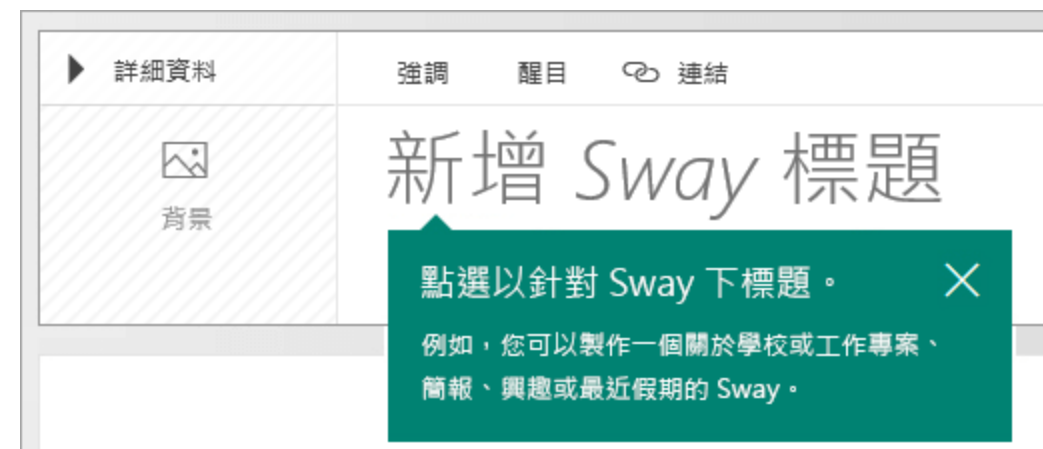 詳細資料
強調 醒目 連結
背景
新增 Sway 標題
點選以針對 Sway 下標題。
例如，您可以製作一個關於學校或工作專案、
簡報、興趣或最近假期的 Sway。